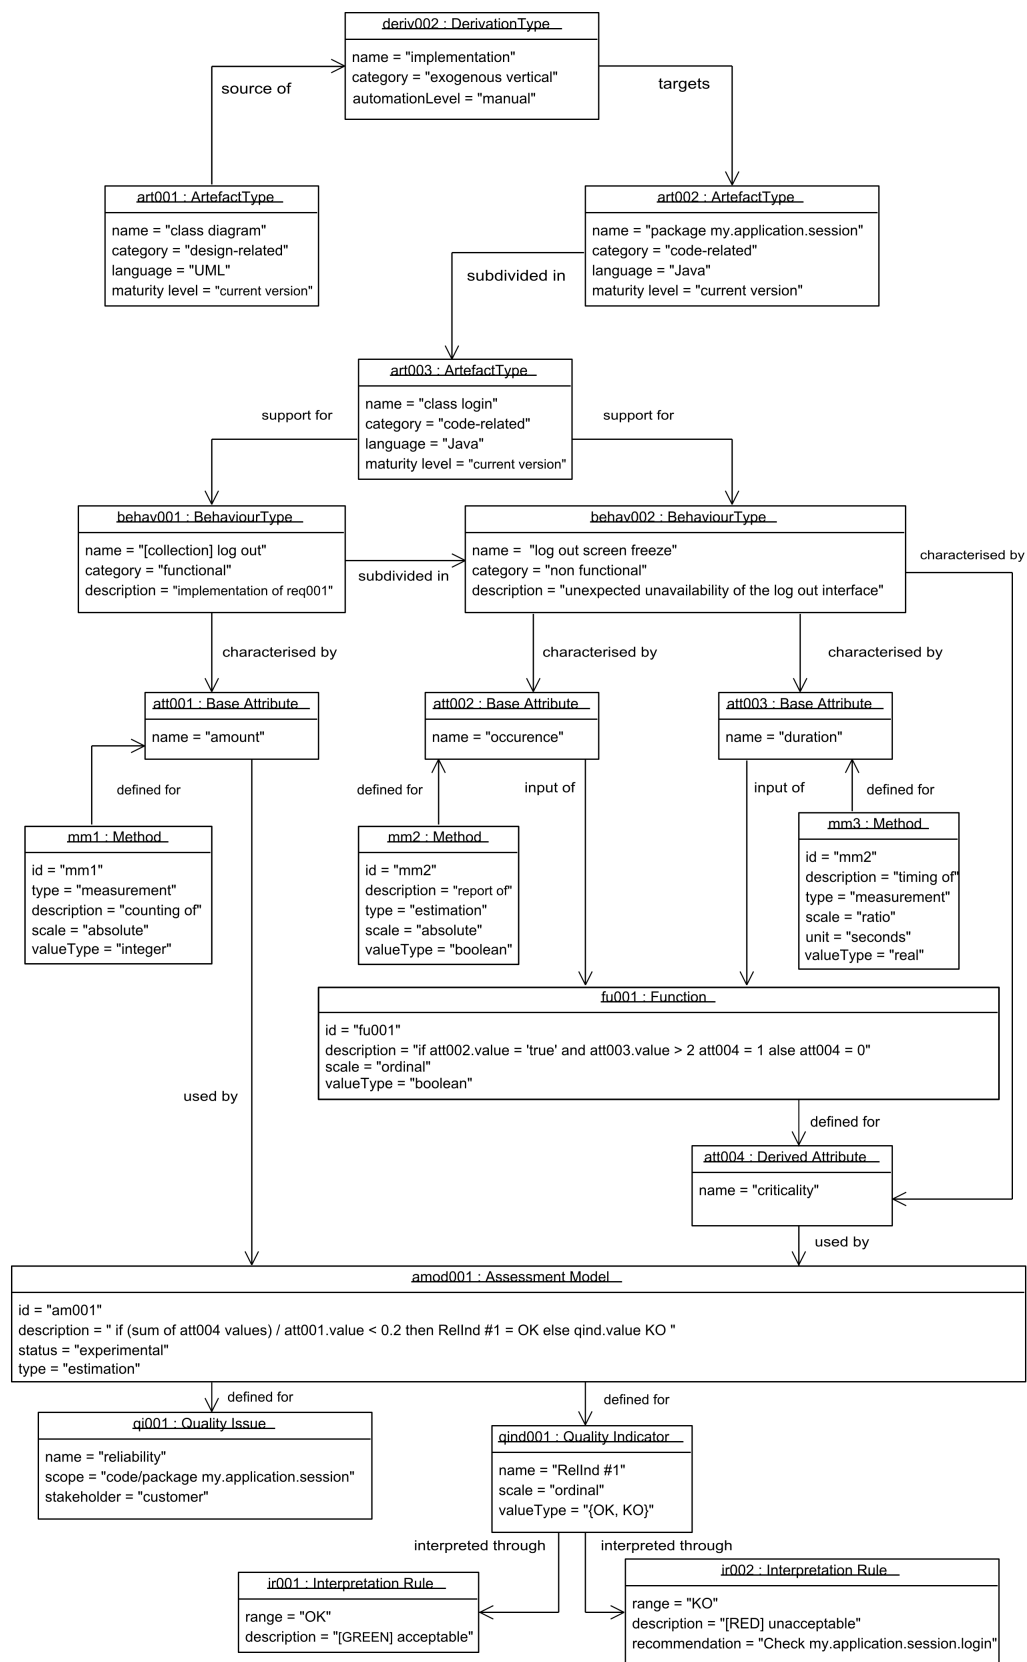 deriv002 : DerivationType
name = "implementation"
category = "exogenous vertical"
automationLevel = "manual"
source of
targets
art001 : ArtefactType
name = "class diagram"
category = "design-related"
language = "UML"
maturity level = "current version"
art002 : ArtefactType
name = "package my.application.session"
category = "code-related"
language = "Java"
maturity level = "current version"
subdivided in
art003 : ArtefactType
name = "class login"
category = "code-related"
language = "Java"
maturity level = "current version"
support for
support for
behav001 : BehaviourType
name = "[collection] log out"
category = "functional"
description = "implementation of req001"
subdivided in
behav002 : BehaviourType
name =  "log out screen freeze"
category = "non functional"
description = "unexpected unavailability of the log out interface"
characterised by
characterised by
characterised by
characterised by
att001 : Base Attribute
name = "amount"
att002 : Base Attribute
name = "occurence"
att003 : Base Attribute
name = "duration"
defined for
defined for
input of
input of
defined for
mm1 : Method
id = "mm1"
type = "measurement"
description = "counting of"
scale = "absolute"
valueType = "integer"
mm2 : Method
id = "mm2"
description = "report of"
type = "estimation"
scale = "absolute"
valueType = "boolean"
mm3 : Method
id = "mm2"
description = "timing of"
type = "measurement"
scale = "ratio"
unit = "seconds"
valueType = "real"
fu001 : Function
id = "fu001"
description = "if att002.value = 'true' and att003.value > 2 att004 = 1 alse att004 = 0"
scale = "ordinal"
valueType = "boolean"
used by
defined for
att004 : Derived Attribute
name = "criticality"
used by
amod001 : Assessment Model
id = "am001"
description = " if (sum of att004 values) / att001.value < 0.2 then RelInd #1 = OK else qind.value KO "
status = "experimental"
type = "estimation"
defined for
defined for
qi001 : Quality Issue
name = "reliability"
scope = "code/package my.application.session"
stakeholder = "customer"
qind001 : Quality Indicator
name = "RelInd #1"
scale = "ordinal"
valueType = "{OK, KO}"
interpreted through
interpreted through
ir001 : Interpretation Rule
range = "OK"
description = "[GREEN] acceptable"
ir002 : Interpretation Rule
range = "KO"
description = "[RED] unacceptable"
recommendation = "Check my.application.session.login"